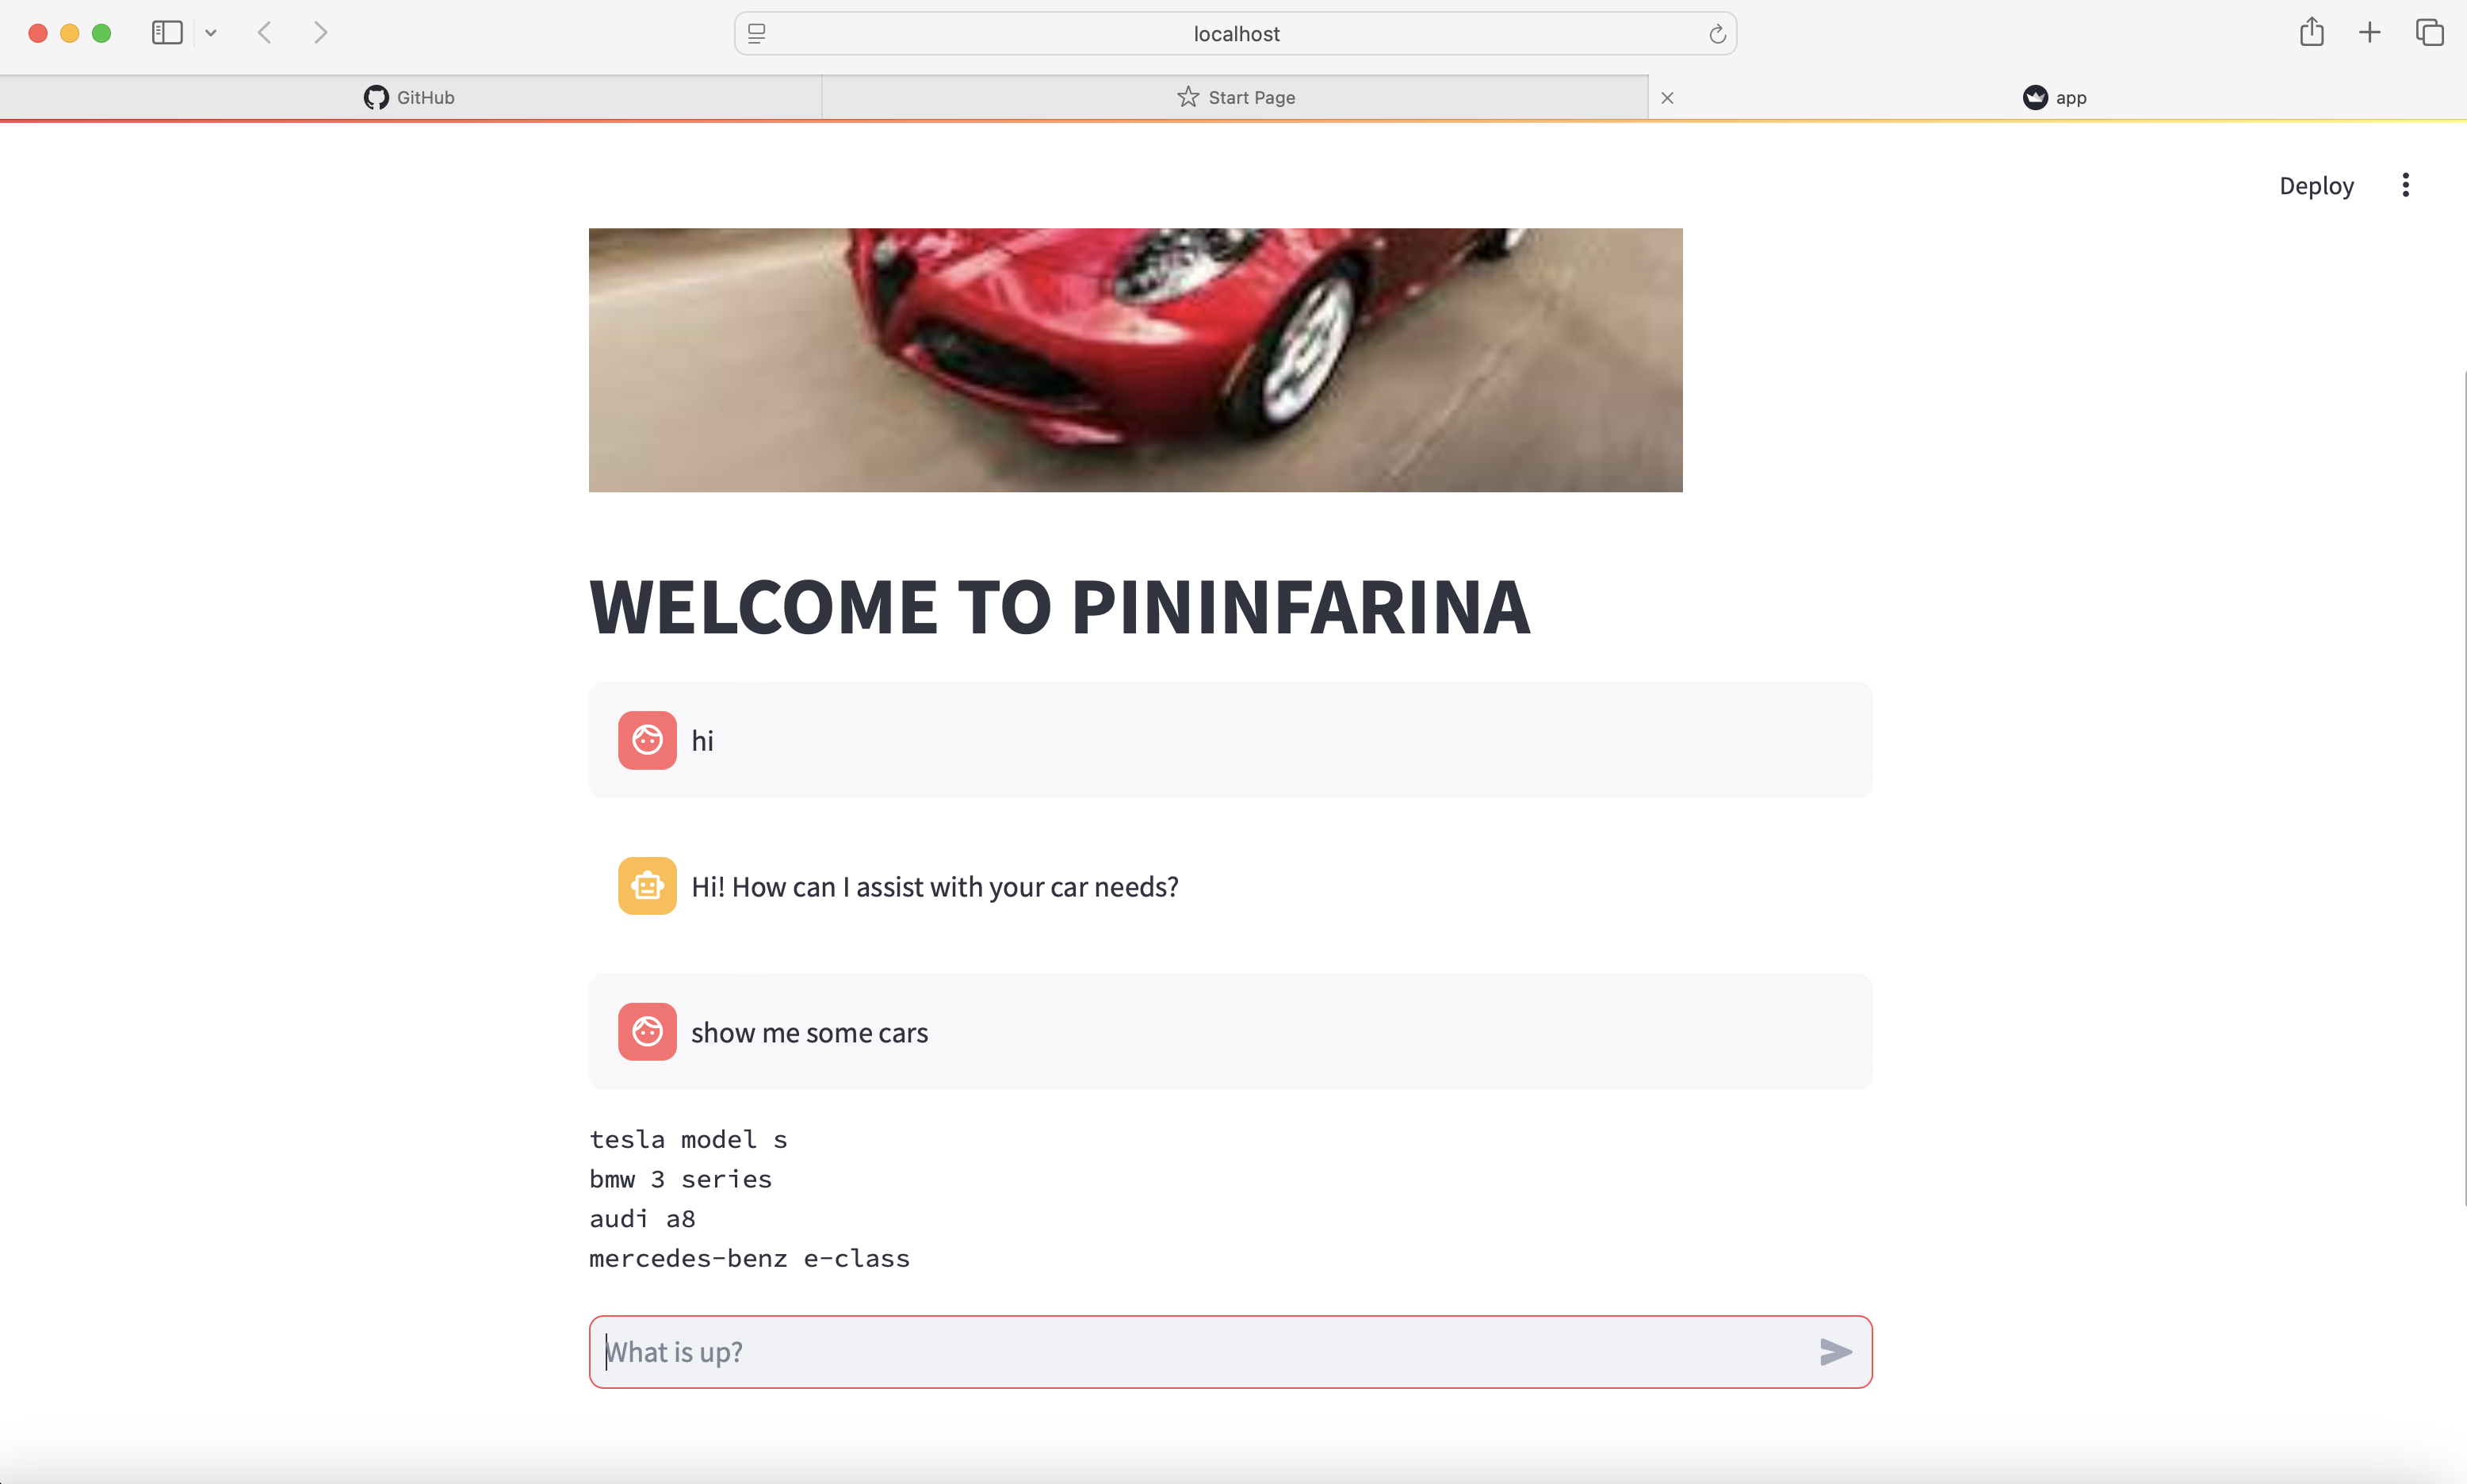 localhost
GitHub
Start Page
app
Deploy
WELCOME TO PININFARINA
hi
Hi! How can I assist with your car needs?
show me some cars
tesla model s
bmw 3 series
audi a8
mercedes-benz e-class
What is up?